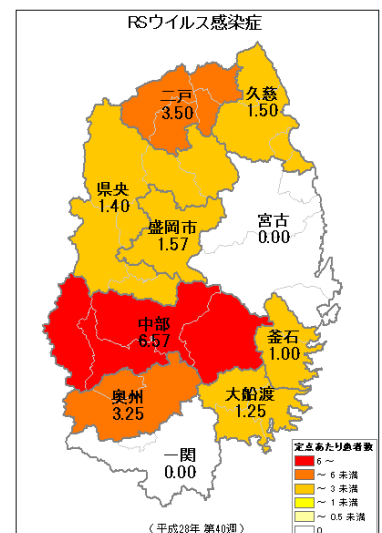 RSウイルス感染症
二戸
3.50
久慈
1.50
県央
1.40
盛岡市
1.57
宮古
0.00
中部
6.57
釜石
1.00
奥州
3.25
大船渡
1.25
一関
0.00
定点あたり患者数
6 ～
～ 6 未満
～ 3 未満
～ 1 未満
～ 0.5 未満
0
（平成28年 第40週）